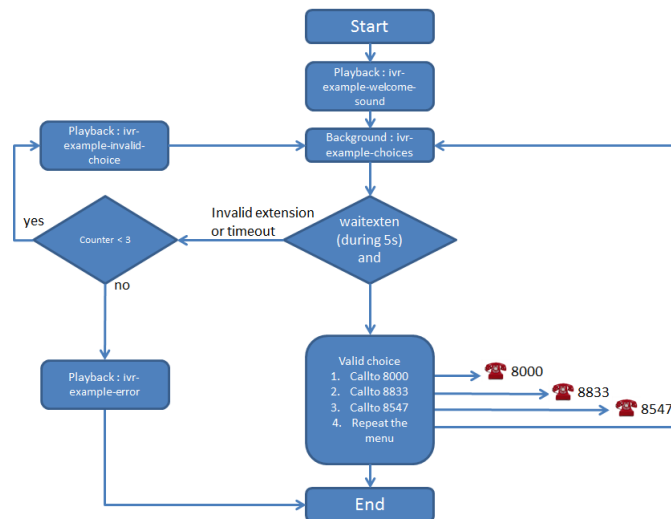 Start
Playback : ivr-
example-welcome-
sound
Playback : ivr-
example-invalid-
choice
Background : ivr-
example-choices
yes
Counter < 3
Invalid extension
or timeout
waitexten
(during 5s)
and
no
Playback : ivr-
example-error
Valid choice
1. Callto 8000
2. Callto 8833
3. Callto 8547
4. Repeat the
menu
8000
8833
8547
End